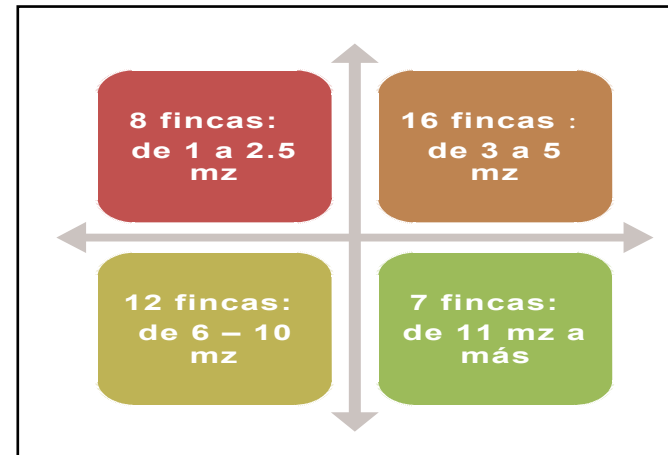 8 fincas:
de 1 a 2.5
mz
16 fincas :
de 3 a 5
mz
12 fincas:
de 6 – 10
mz
7 fincas:
de 11 mz a
más